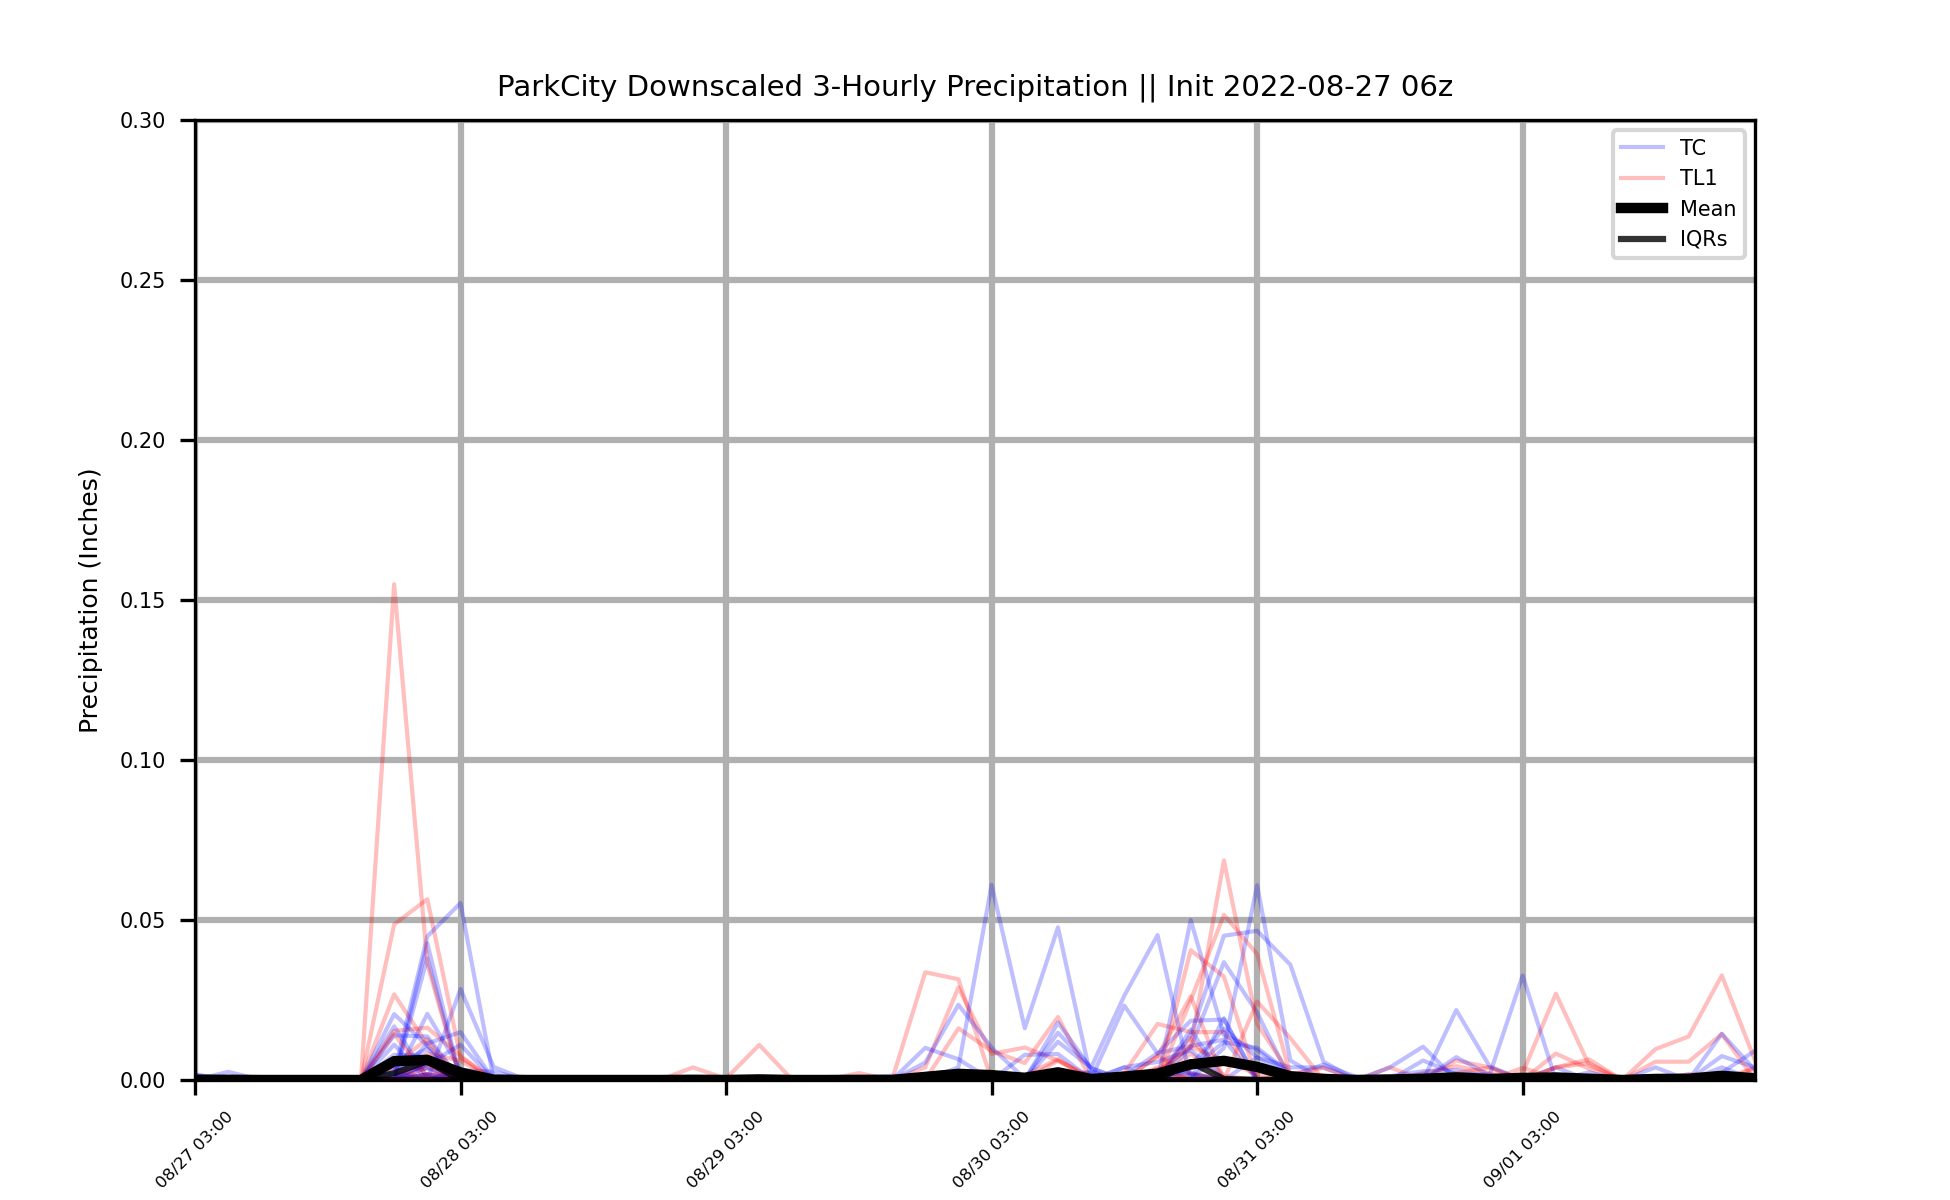 ParkCity Downscaled 3-Hourly Precipitation || Init 2022-08-27 06z
TC
TL1
Mean
IQRs
Precipitation (Inches)
0.30
0.25
0.20
0.15
0.10
0.05
0.00
08/27 03:00
08/28 03:00
08/29 03:00
08/30 03:00
08/31 03:00
09/01 03:00